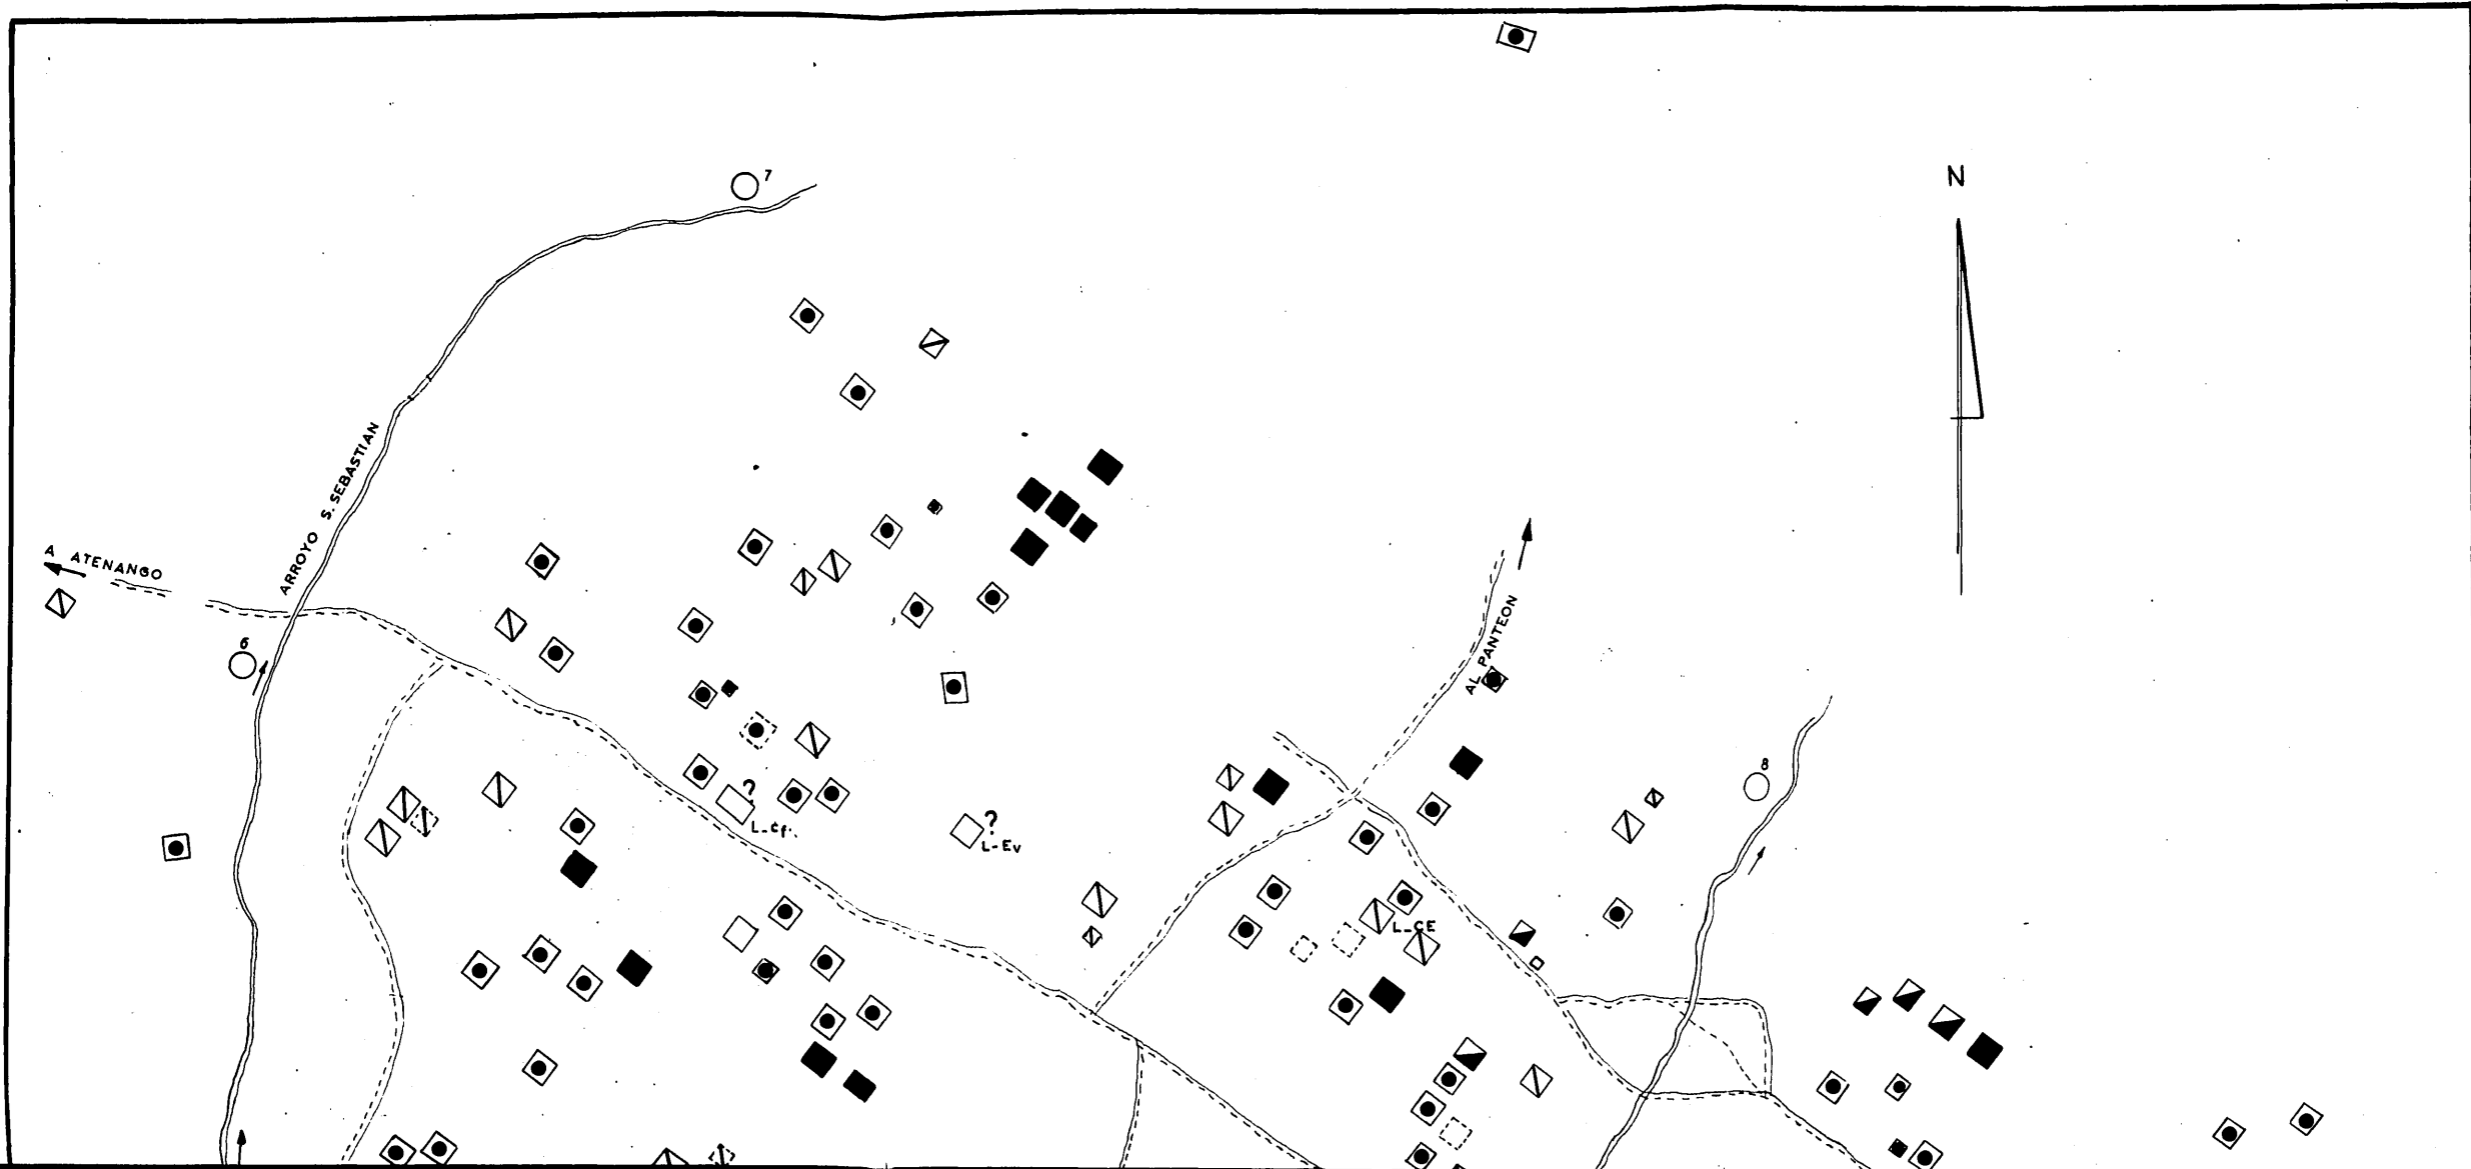 7
N
ARROYO S. SEBASTIAN
A ATENANGO
6
AL PANTEON
8
?
?
L-Ev
L-CE